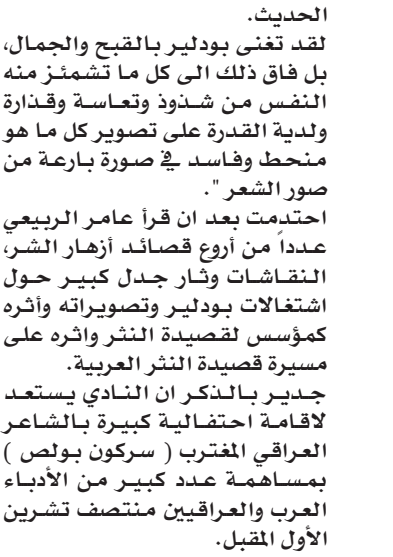 الحديث.
لقد تغنى بودلير بالقبح والجمال،
بل فاق ذلك الى كل ما تشمئز منه
النفس من شذوذ وتعاسة وقذارة
ولدية القدرة على تصوير كل ما هو
منحط وفاسد في صورة بارعة من
صور الشعر".
احتدمت بعد ان قرأ عامر الربيعي
عدداً من أروع قصائد أزهار الشر،
النقاشات وثار جدل كبير حول
اشتغالات بودلير وتصويراته وأثره
كمؤسس لقصيدة النثر واثره على
مسيرة قصيدة النثر العربية.
جدير بالذكر ان النادي يستعد
لاقامة احتفالية كبيرة بالشاعر
العراقي المغترب ( سركون بولص )
بمساهمة عدد كبير من الأدباء
العرب والعراقيين منتصف تشرين
الأول المقبل.